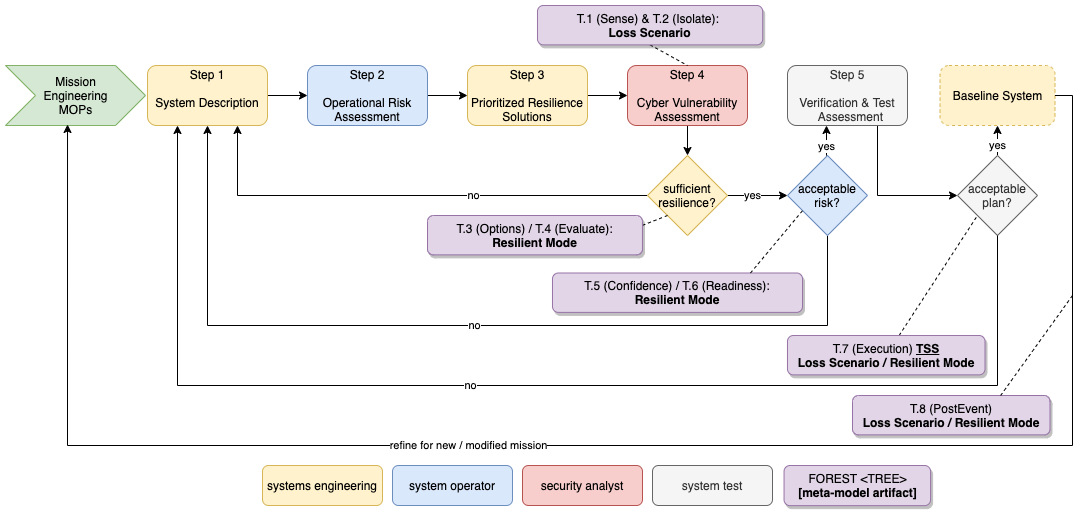 T.1 (Sense) & T.2 (Isolate):
Loss Scenario
Mission
Engineering
MOPs
Step 1
System Description
Step 2
Operational Risk
Assessment
Step 3
Prioritized Resilience
Solutions
Step 4
Cyber Vulnerability
Assessment
Step 5
Verification & Test
Assessment
Baseline System
yes
yes
sufficient
resilience?
no
yes
acceptable
risk?
acceptable
plan?
T.3 (Options) / T.4 (Evaluate):
Resilient Mode
T.5 (Confidence) / T.6 (Readiness):
Resilient Mode
no
T.7 (Execution) TSS
Loss Scenario / Resilient Mode
no
T.8 (PostEvent)
Loss Scenario / Resilient Mode
refine for new / modified mission
systems engineering
system operator
security analyst
system test
FOREST <TREE>
[meta-model artifact]